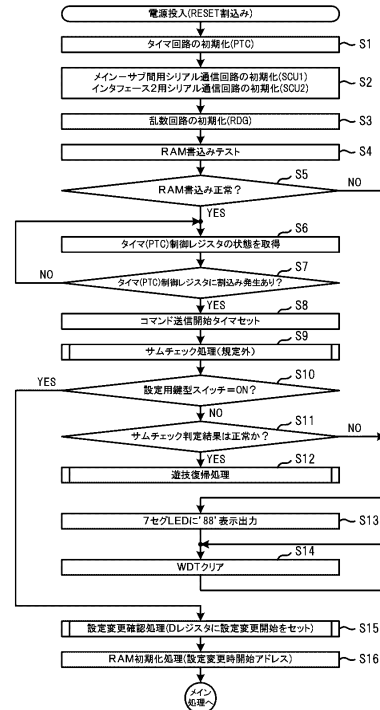 電源投入(RESET割込み)
タイマ回路の初期化(PTC)
S1
メインーサブ間用シリアル通信回路の初期化(SCU1)
インタフェース2用シリアル通信回路の初期化(SCU2)
S2
乱数回路の初期化(RDG)
S3
RAM書込みテスト
S4
S5
RAM書込み正常?
NO
YES
S6
タイマ(PTC)制御レジスタの状態を取得
S7
NO
タイマ(PTC)制御レジスタに割込み発生あり?
YES
S8
コマンド送信開始タイマセット
S9
サムチェック処理(規定外)
S10
YES
設定用鍵型スイッチ=ON?
NO
S11
サムチェック判定結果は正常か?
NO
YES
S12
遊技復帰処理
7セグLEDに'88'表示出力
S13
S14
WDTクリア
設定変更確認処理(Dレジスタに設定変更開始をセット)
S15
RAM初期化処理(設定変更時開始アドレス)
S16
メイン
処理へ